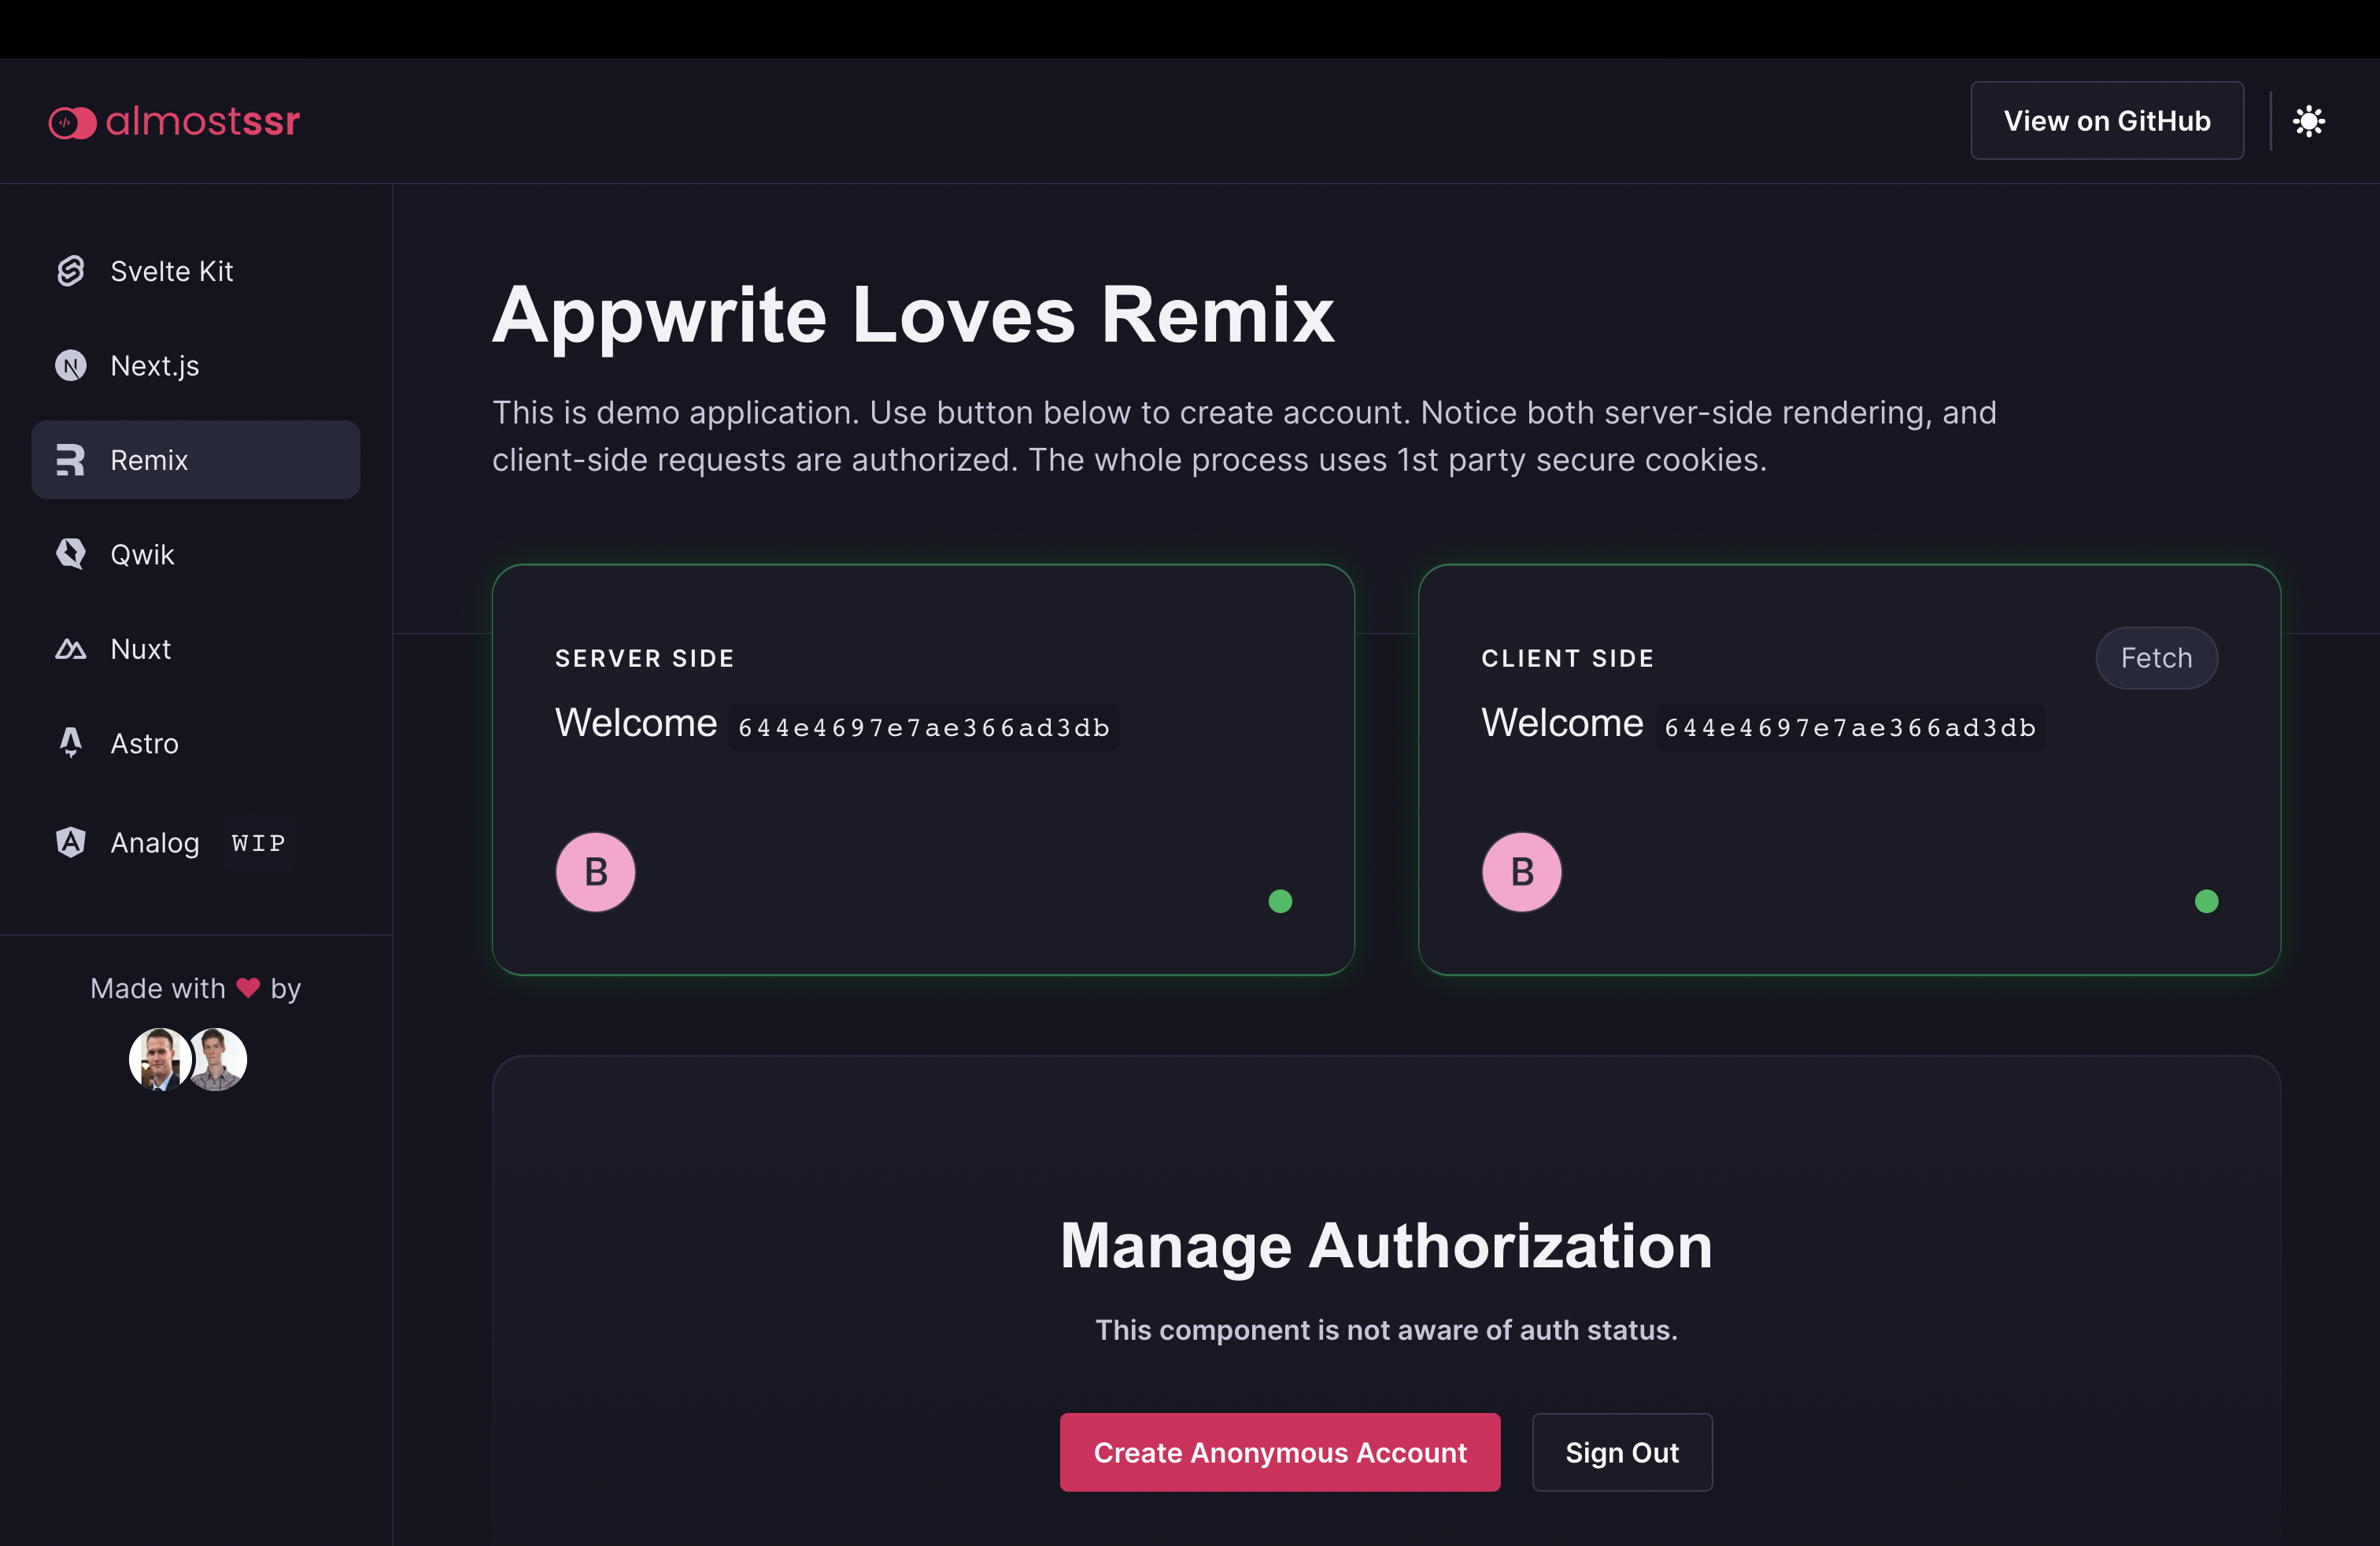 almostssr
View on GitHub
Svelte Kit
Next.js
Remix
Qwik
Nuxt
Astro
Analog WIP
Made with ❤ by
Appwrite Loves Remix
This is demo application. Use button below to create account. Notice both server-side rendering, and
client-side requests are authorized. The whole process uses 1st party secure cookies.
SERVER SIDE
Welcome 644e4697e7ae366ad3db
B
CLIENT SIDE
Fetch
Welcome 644e4697e7ae366ad3db
B
Manage Authorization
This component is not aware of auth status.
Create Anonymous Account
Sign Out